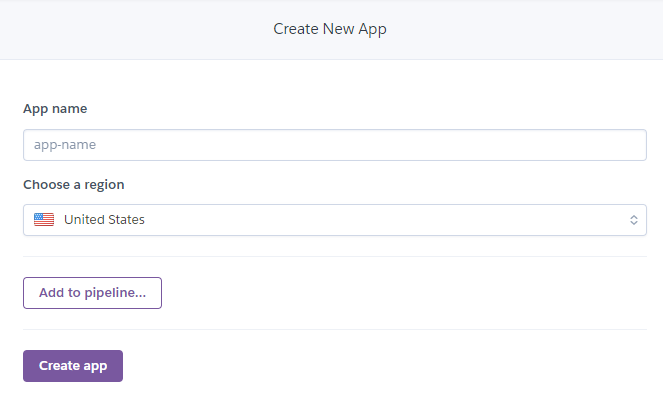 Create New App
App name
app-name
Choose a region
United States
Add to pipeline...
Create app